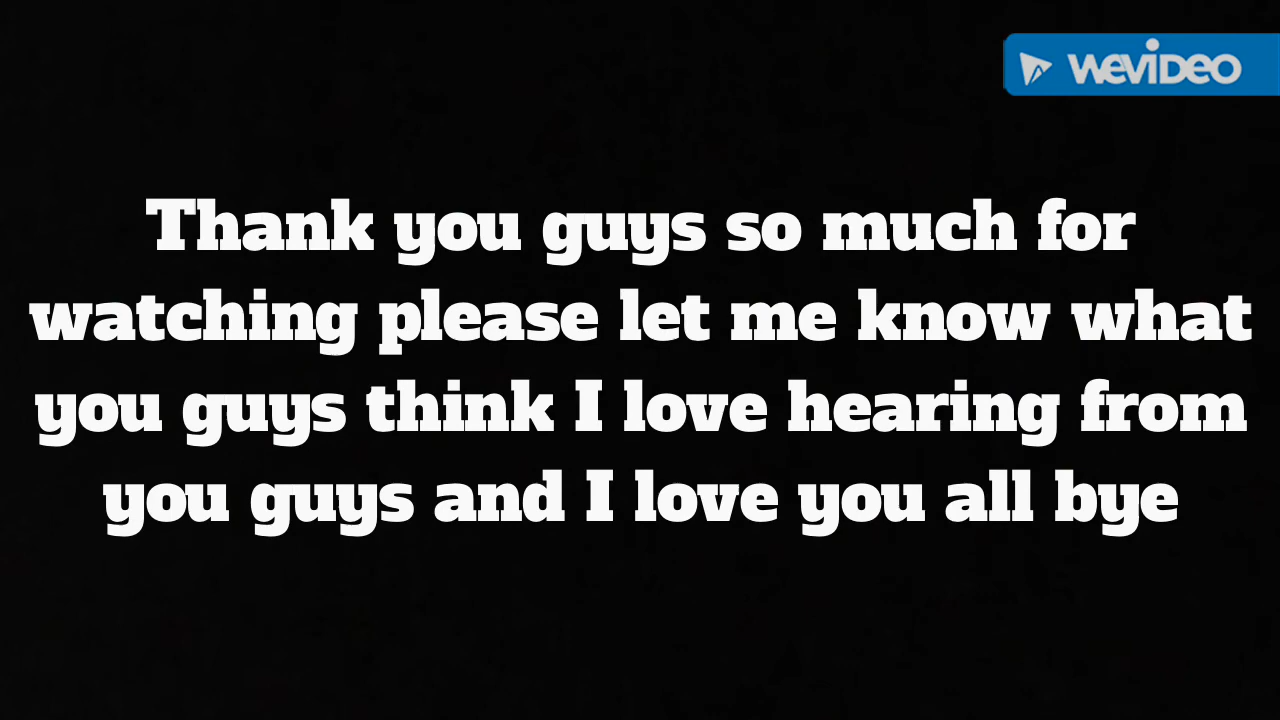 WEVIDEO
Thank you guys so much for
watching please let me know what
you guys think I love hearing from
you guys and I love you all bye